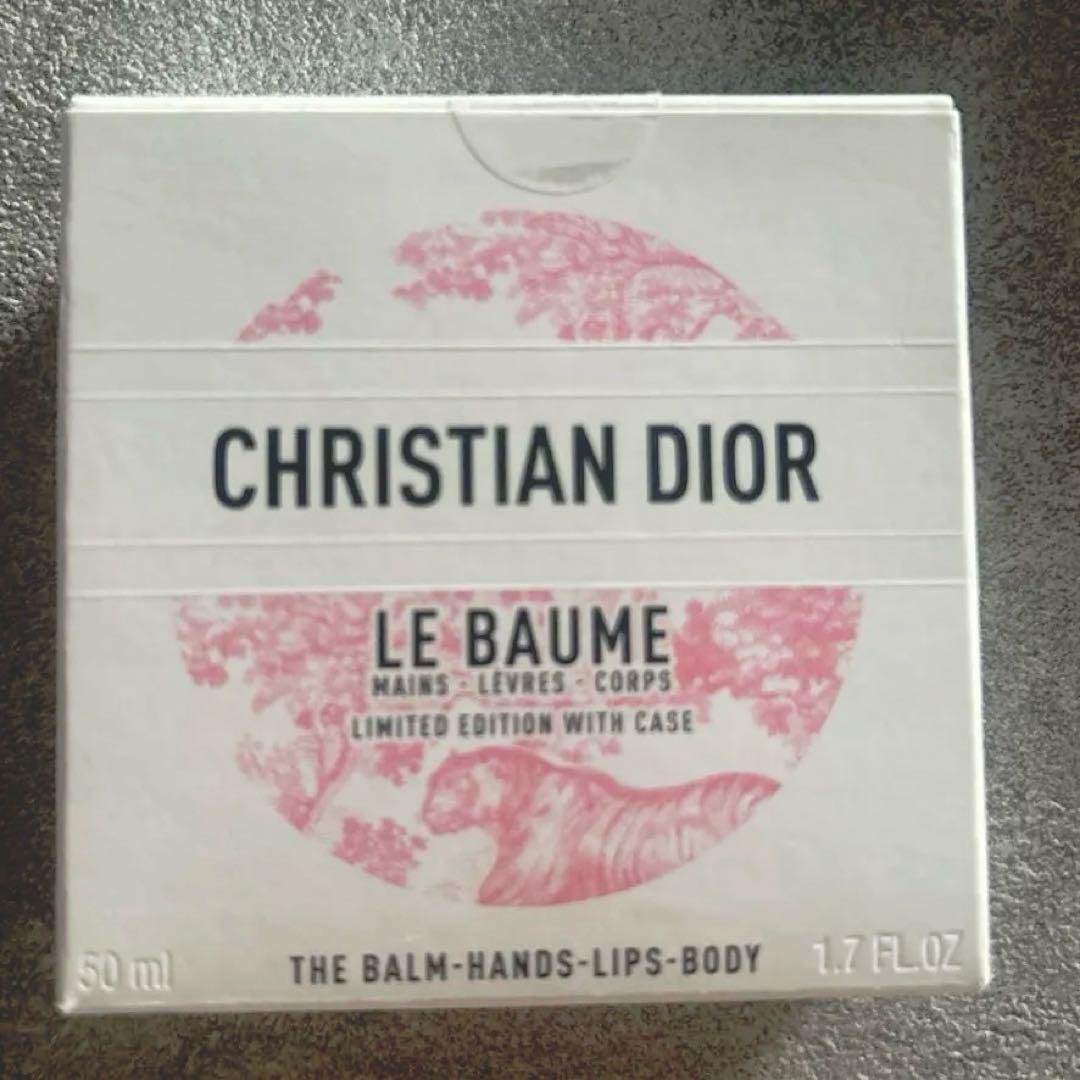 CHRISTIAN DIOR
LE BAUME
MAINS - LÈVRES - CORPS
LIMITED EDITION WITH CASE
50 ml
THE BALM-HANDS-LIPS-BODY
1.7 FL.OZ